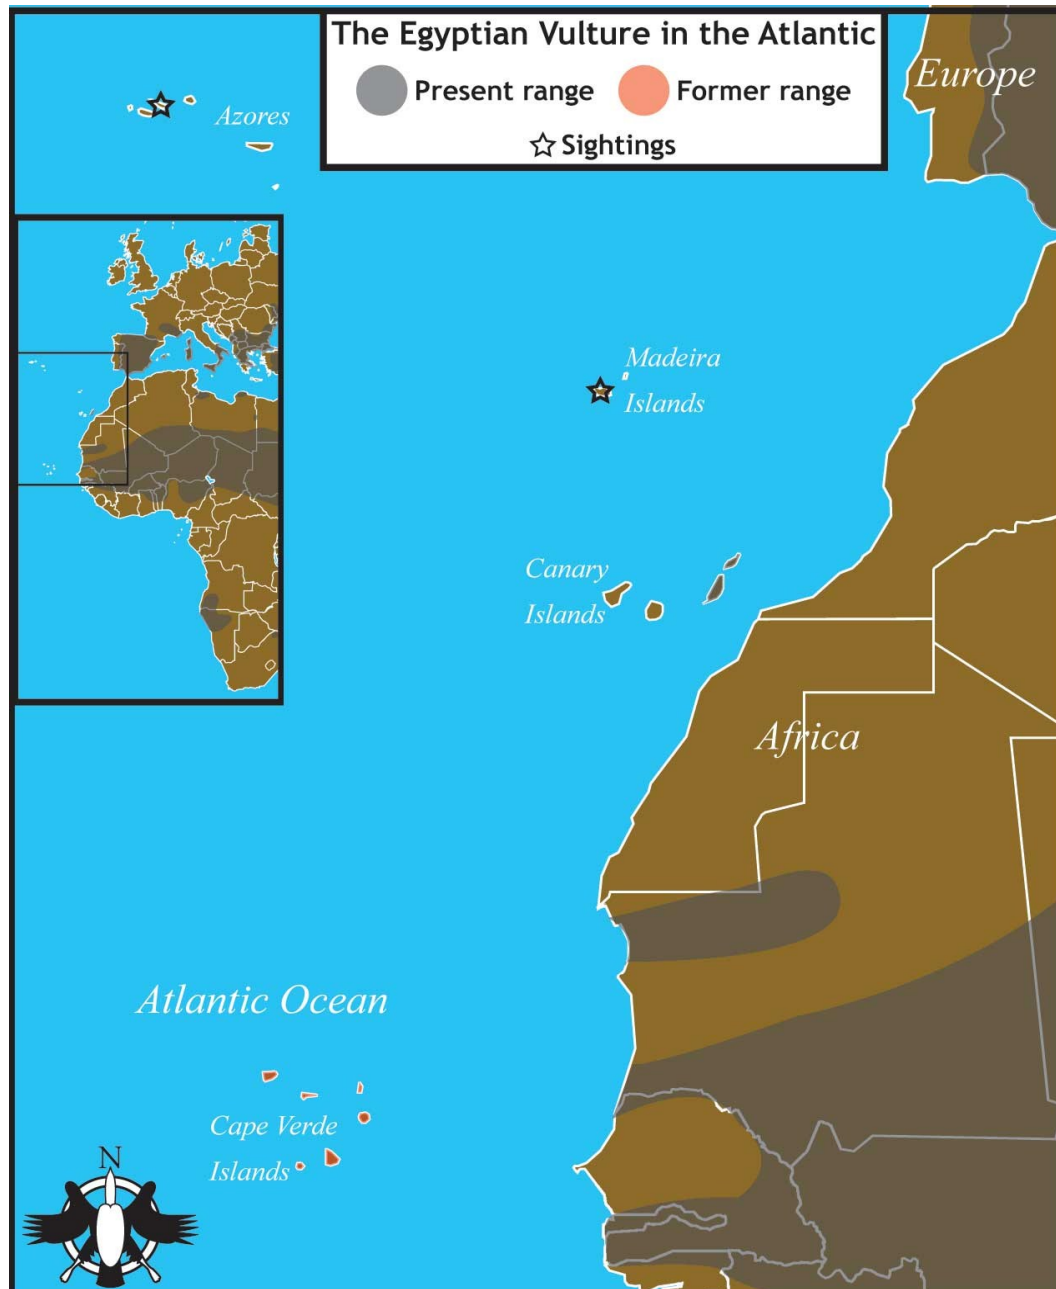 The Egyptian Vulture in the Atlantic
Present range
Former range
Sightings
Europe
Azores
Madeira
Islands
Canary
Islands
Africa
Atlantic Ocean
Cape Verde
Islands
N